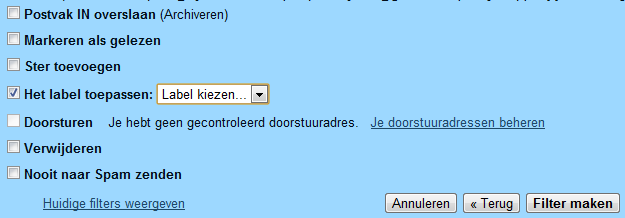 Postvak IN overslaan (Archiveren)
Markeren als gelezen
Ster toevoegen
Het label toepassen: Label kiezen...
Doorsturen Je hebt geen gecontroleerd doorstuuradres. Je doorstuuradressen beheren
Verwijderen
Nooit naar Spam zenden
Huidige filters weergeven Annuleren « Terug Filter maken